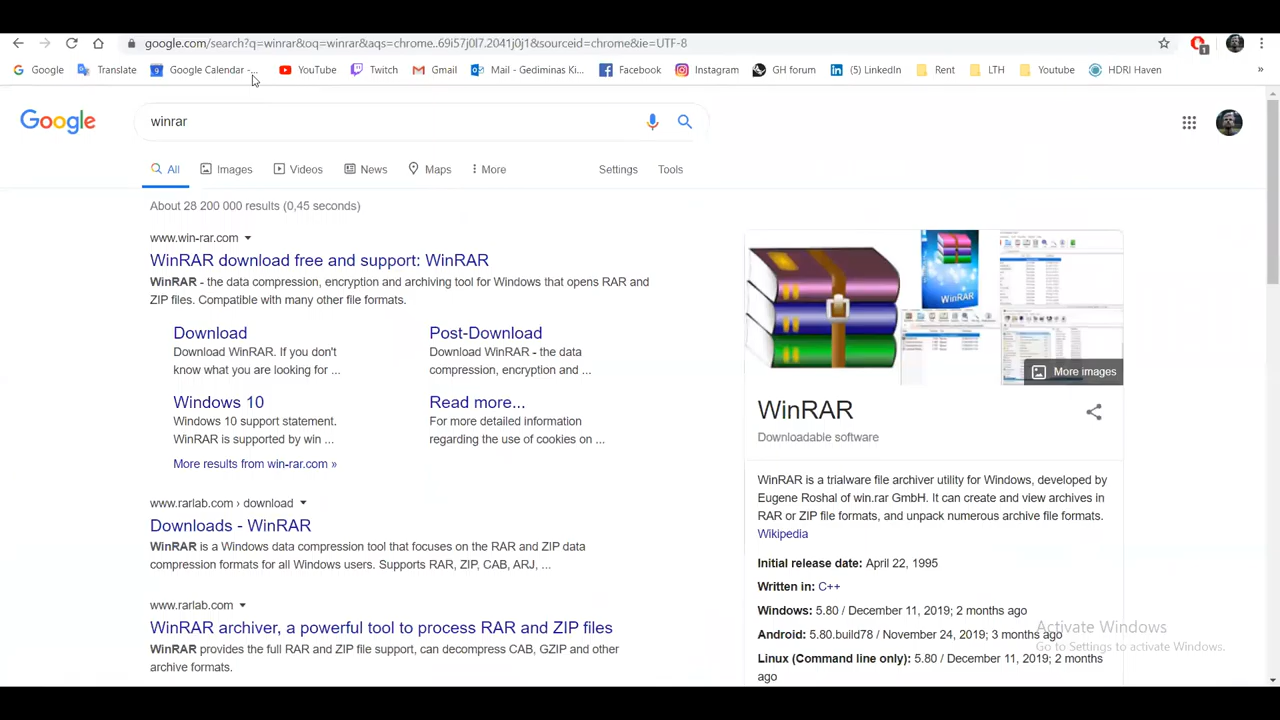 google.com/search?q=winrar&oq=winrar&aqs=chrome..69i57j0l7.2041j0j1&sourceid=chrome&ie=UTF-8
1
Google Translate Google Calendar -... YouTube Twitch Gmail Mail - Gediminas Ki... Facebook Instagram GH forum (5) LinkedIn Rent LTH Youtube HDRI Haven »
Google
winrar
All Images Videos News Maps More Settings Tools
About 28 200 000 results (0,45 seconds)
www.win-rar.com
WinRAR download free and support: WinRAR
WinRAR - the data compression, encryption and archiving tool for Windows that opens RAR and
ZIP files. Compatible with many other file formats.
Download
Download WinRAR. If you don't
know what you are looking for ...
Post-Download
Download WinRAR - the data
compression, encryption and ...
Windows 10
Windows 10 support statement.
WinRAR is supported by win ...
Read more...
For more detailed information
regarding the use of cookies on ...
More results from win-rar.com »
www.rarlab.com › download
Downloads - WinRAR
WinRAR is a Windows data compression tool that focuses on the RAR and ZIP data
compression formats for all Windows users. Supports RAR, ZIP, CAB, ARJ, ...
www.rarlab.com
WinRAR archiver, a powerful tool to process RAR and ZIP files
WinRAR provides the full RAR and ZIP file support, can decompress CAB, GZIP and other
archive formats.
WinRAR
More images
WinRAR
Downloadable software
WinRAR is a trialware file archiver utility for Windows, developed by
Eugene Roshal of win.rar GmbH. It can create and view archives in
RAR or ZIP file formats, and unpack numerous archive file formats.
Wikipedia
Initial release date: April 22, 1995
Written in: C++
Windows: 5.80 / December 11, 2019; 2 months ago
Android: 5.80.build78 / November 24, 2019; 3 months ago
Linux (Command line only): 5.80 / December 11, 2019; 2 months
ago
Activate Windows
Go to Settings to activate Windows.